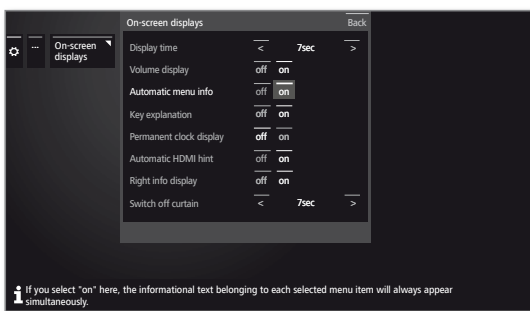 On-screen displays Back
... On-screen
displays
Display time < 7sec >
Volume display off on
Automatic menu info off on
Key explanation off on
Permanent clock display off on
Automatic HDMI hint off on
Right info display off on
Switch off curtain < 7sec >
i If you select "on" here, the informational text belonging to each selected menu item will always appear
simultaneously.